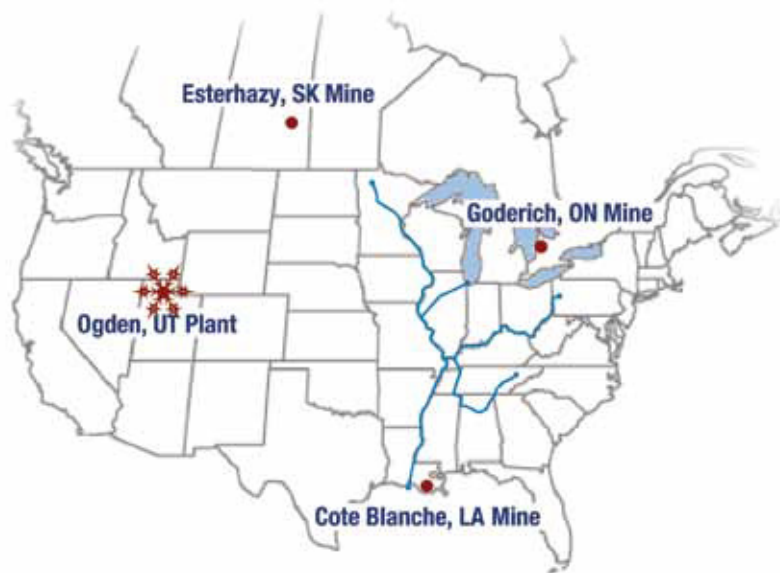 Esterhazy, SK Mine
Goderich, ON Mine
Ogden, UT Plant
Cote Blanche, LA Mine